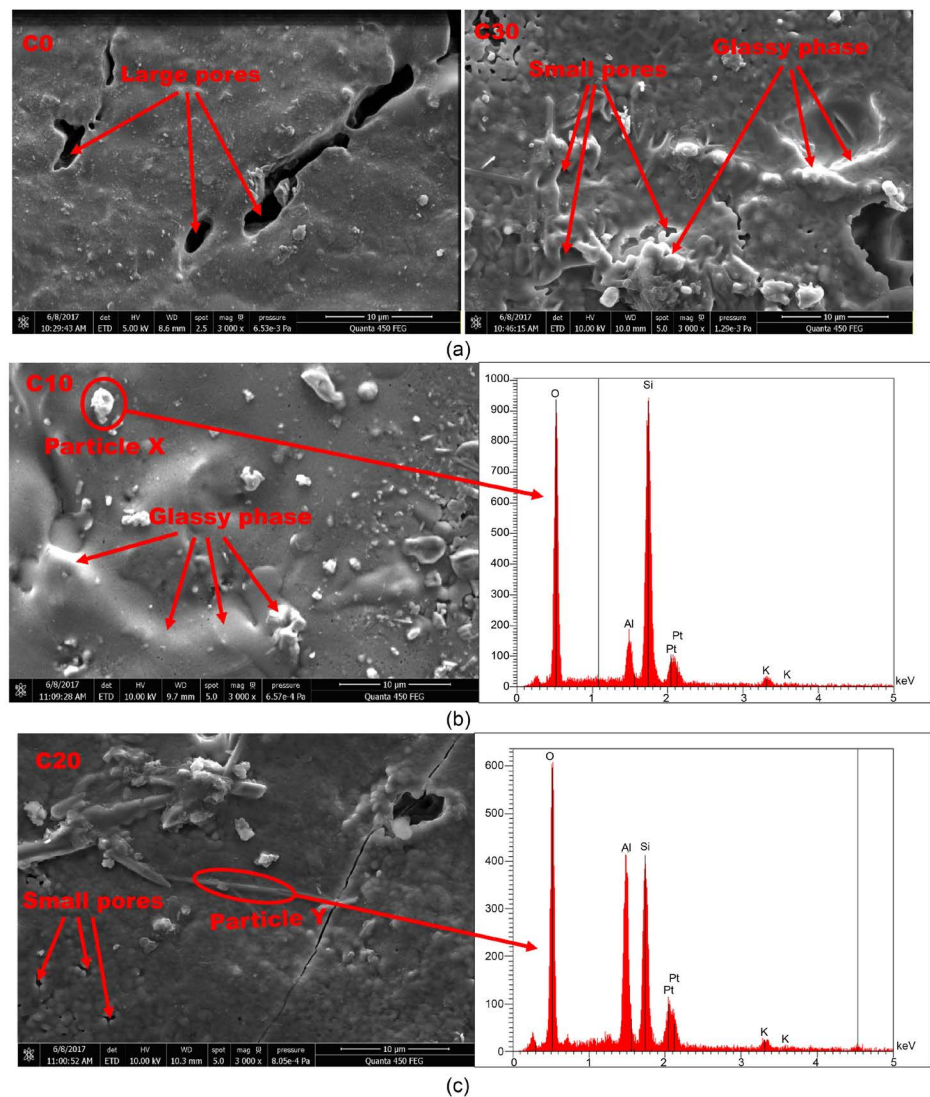 C0
Large pores
6/8/2017 det HV WD spot mag pressure 10 µm
10:29:43 AM ETD 5.00 kV 8.6 mm 2.5 3 000 x 6.53e-3 Pa Quanta 450 FEG
C30
Glassy phase
Small pores
6/8/2017 det HV WD spot mag pressure 10 µm
10:46:15 AM ETD 10.00 kV 10.0 mm 5.0 3 000 x 1.29e-3 Pa Quanta 450 FEG
(a)
C10
Particle X
Glassy phase
6/8/2017 det HV WD spot mag pressure 10 µm
11:09:28 AM ETD 10.00 kV 9.7 mm 5.0 3 000 x 6.57e-4 Pa Quanta 450 FEG
1000
900
800
700
600
500
400
300
200
100
0
O
Si
Al
Pt
Pt
K
K
0 1 2 3 4 5
keV
(b)
C20
Small pores
Particle Y
6/8/2017 det HV WD spot mag pressure 10 µm
11:00:52 AM ETD 10.00 kV 10.3 mm 5.0 3 000 x 8.05e-4 Pa Quanta 450 FEG
600
500
400
300
200
100
0
O
Al
Si
Pt
Pt
K
K
0 1 2 3 4 5
keV
(c)